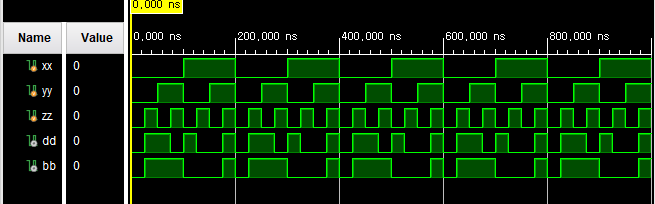 0,000 ns
Name Value 0,000 ns 200,000 ns 400,000 ns 600,000 ns 800,000 ns
xx 0
yy 0
zz 0
dd 0
bb 0